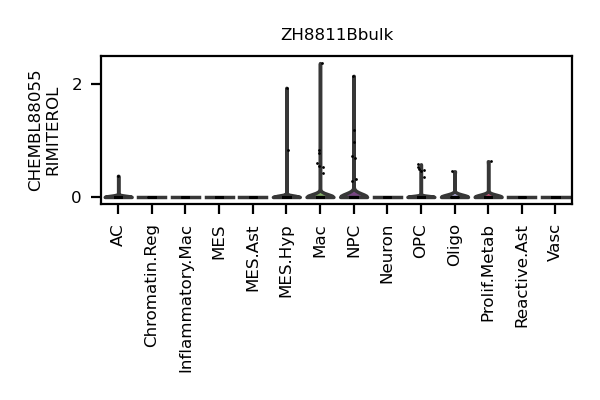 ZH8811Bbulk
CHEMBL88055
RIMITEROL
2
0
AC
Chromatin.Reg
Inflammatory.Mac
MES
MES.Ast
MES.Hyp
Mac
NPC
Neuron
OPC
Oligo
Prolif.Metab
Reactive.Ast
Vasc